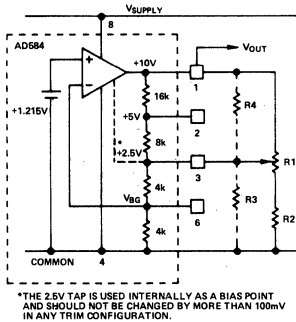 VSUPPLY
8
AD584
VOUT
+10V
1
16k
R4
+1.215V
+5V
2
8k
*
+2.5V
R1
3
4k
R3
VBG
6
R2
4k
COMMON
4
*THE 2.5V TAP IS USED INTERNALLY AS A BIAS POINT
AND SHOULD NOT BE CHANGED BY MORE THAN 100mV
IN ANY TRIM CONFIGURATION.